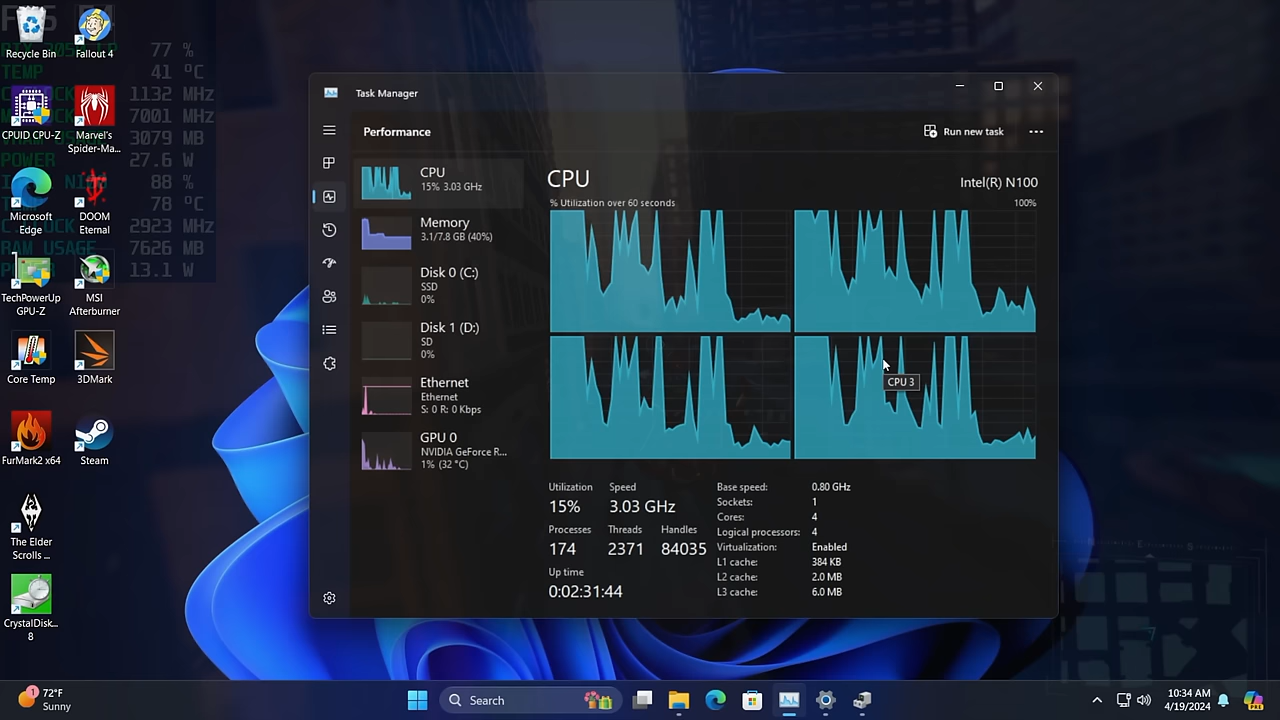 Recycle Bin
Fallout 4
77 %
TEMP 41 °C
1132 MHz
7001 MHz
CPUID CPU-Z
Marvel's
Spider-Ma...
3079 MB
POWER 27.6 W
88 %
78 °C
Microsoft
Edge
DOOM
Eternal
2923 MHz
RAM USAGE 7626 MB
13.1 W
TechPowerUp
GPU-Z
MSI
Afterburner
Core Temp
3DMark
FurMark2 x64
Steam
The Elder
Scrolls ...
CrystalDisk...
8
Task Manager
Performance
Run new task
CPU
15% 3.03 GHz
Memory
3.1/7.8 GB (40%)
Disk 0 (C:)
SSD
0%
Disk 1 (D:)
SD
0%
Ethernet
Ethernet
S: 0 R: 0 Kbps
GPU 0
NVIDIA GeForce R...
1% (32 °C)
CPU
Intel(R) N100
% Utilization over 60 seconds
100%
CPU 3
Utilization
15%
Speed
3.03 GHz
Processes
174
Threads
2371
Handles
84035
Up time
0:02:31:44
Base speed: 0.80 GHz
Sockets: 1
Cores: 4
Logical processors: 4
Virtualization: Enabled
L1 cache: 384 KB
L2 cache: 2.0 MB
L3 cache: 6.0 MB
1
72°F
Sunny
Search
10:34 AM
4/19/2024
PRE